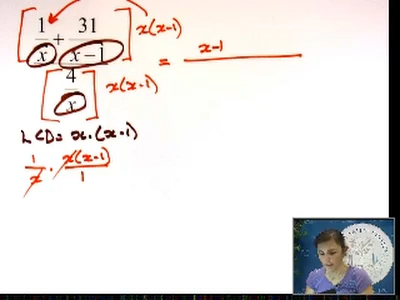 [1/x + 31/(x-1)] x(x-1)
= x-1
[4/x] x(x-1)
LCD= x·(x-1)
1/x · x(x-1)/1